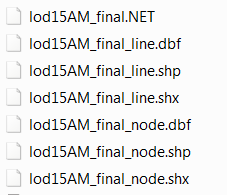 lod15AM_final.NET
lod15AM_final_line.dbf
lod15AM_final_line.shp
lod15AM_final_line.shx
lod15AM_final_node.dbf
lod15AM_final_node.shp
lod15AM_final_node.shx